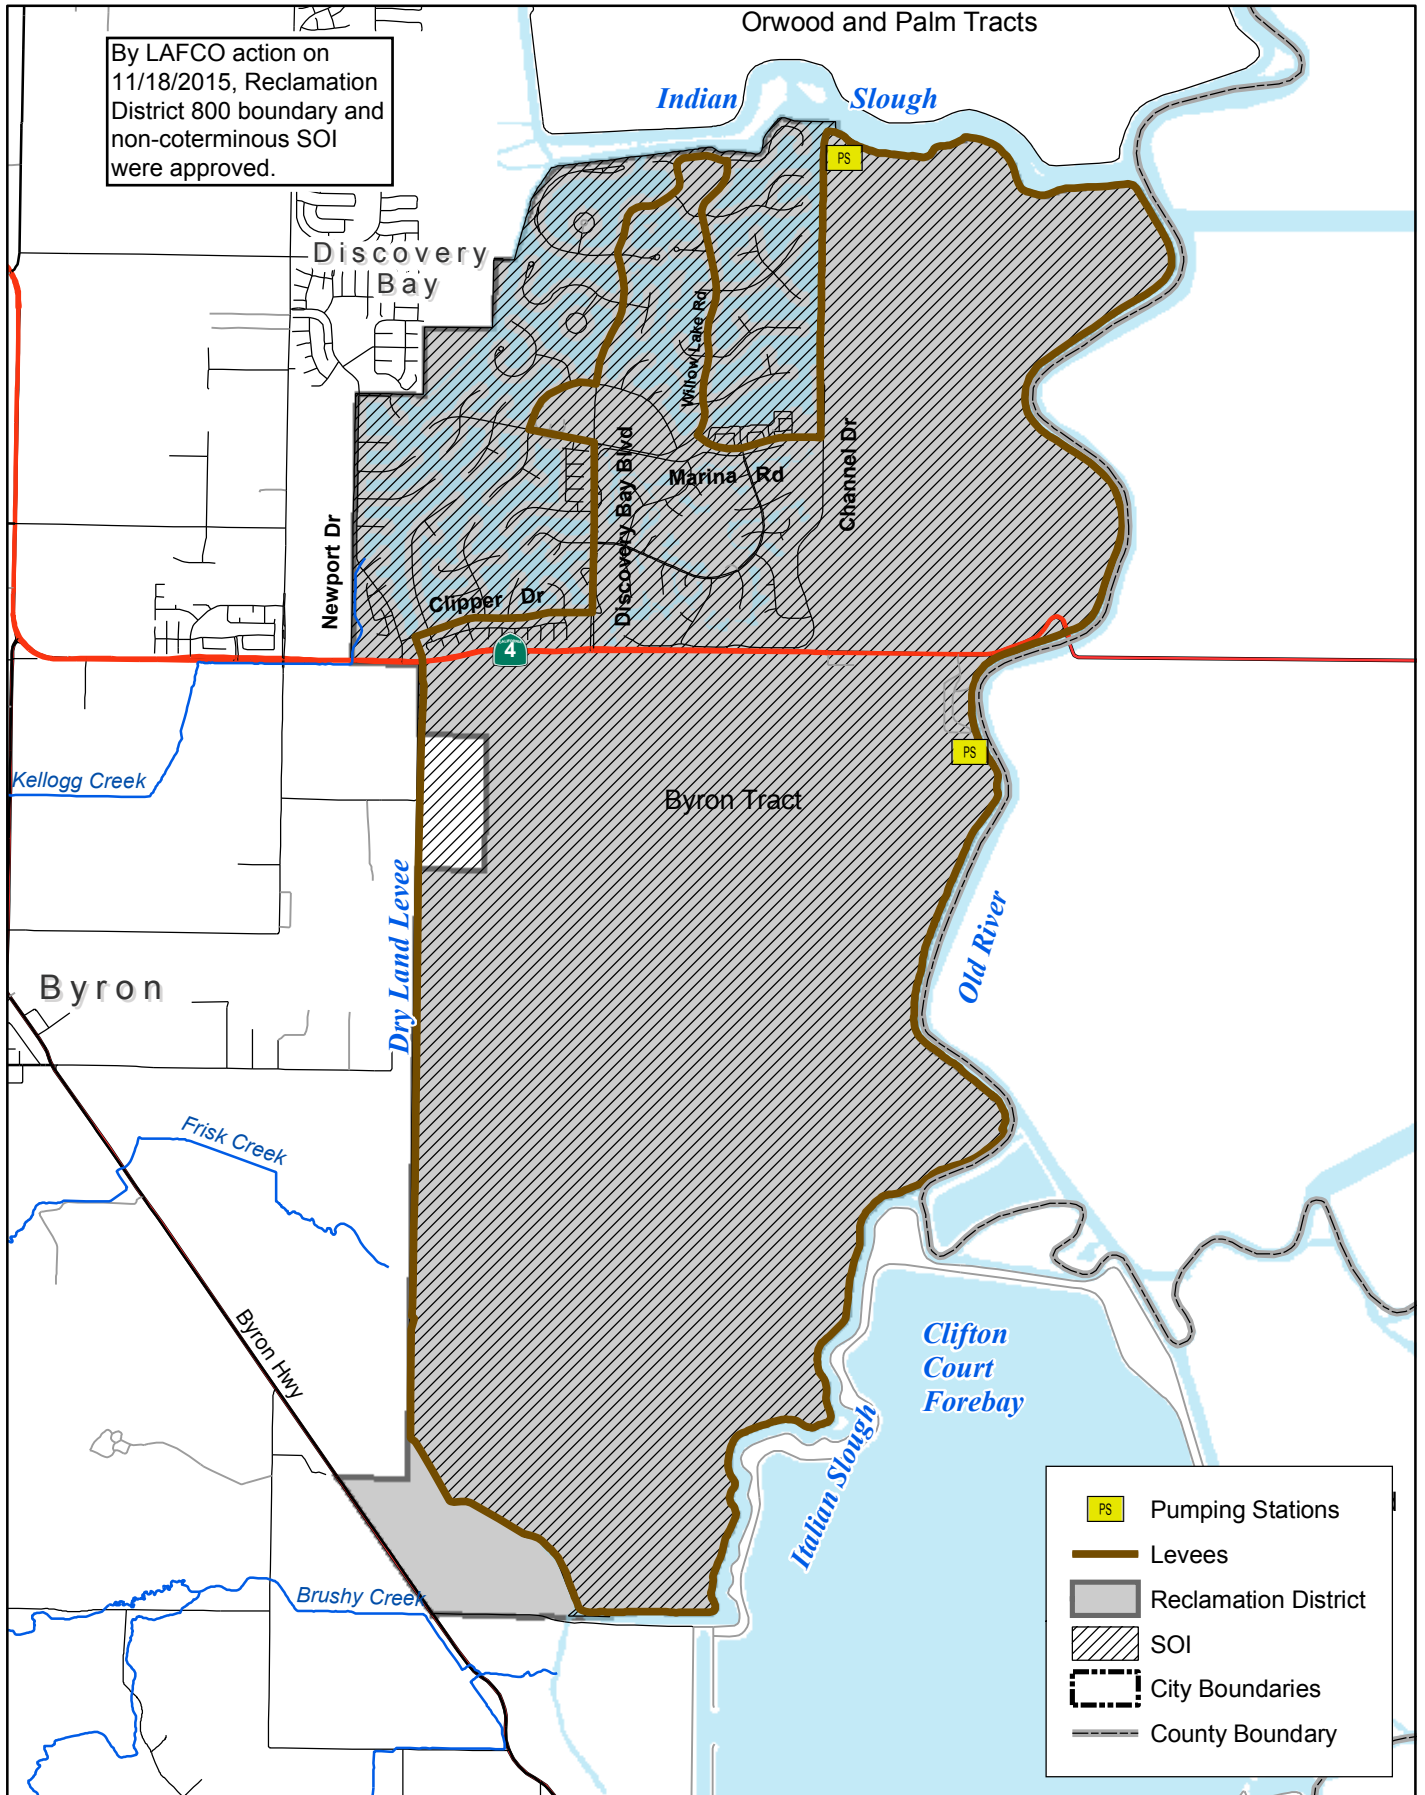 Orwood and Palm Tracts
By LAFCO action on
11/18/2015, Reclamation
District 800 boundary and
non-coterminous SOI
were approved.
Indian Slough
PS
Discovery
Bay
Willow Lake Rd
Discovery Bay Blvd
Marina Rd
Channel Dr
Newport Dr
Clipper Dr
CALIFORNIA
4
PS
Kellogg Creek
Byron Tract
Dry Land Levee
Old River
Byron
Frisk Creek
Byron Hwy
Clifton
Court
Forebay
Italian Slough
Brushy Creek
PS Pumping Stations
Levees
Reclamation District
SOI
City Boundaries
County Boundary